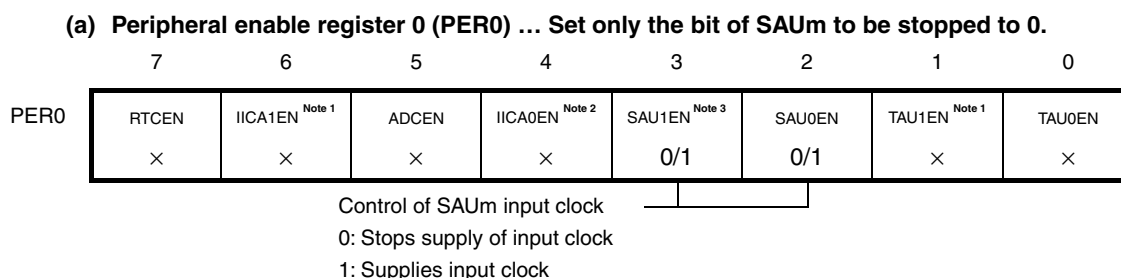 (a) Peripheral enable register 0 (PER0) … Set only the bit of SAUm to be stopped to 0.
7 6 5 4 3 2 1 0
PER0 RTCEN IICA1EN Note 1 ADCEN IICA0EN Note 2 SAU1EN Note 3 SAU0EN TAU1EN Note 1 TAU0EN
× × × × 0/1 0/1 × ×
Control of SAUm input clock
0: Stops supply of input clock
1: Supplies input clock